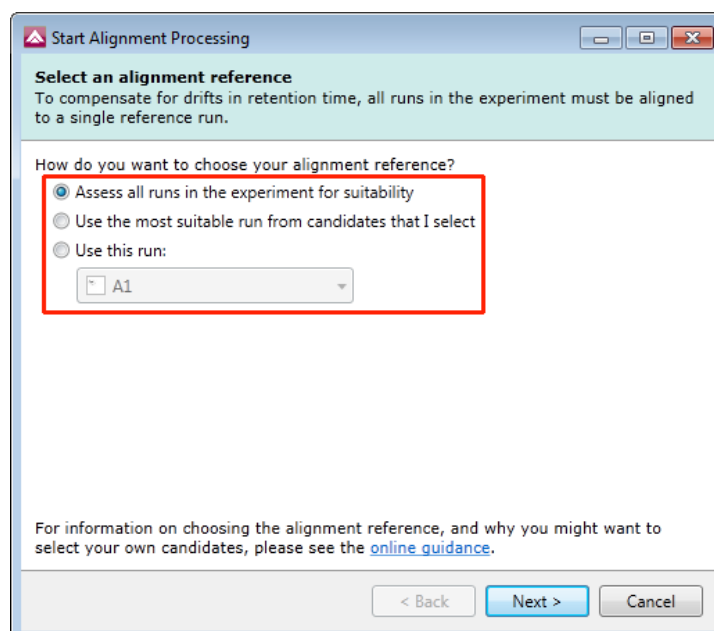 Start Alignment Processing
Select an alignment reference
To compensate for drifts in retention time, all runs in the experiment must be aligned
to a single reference run.
How do you want to choose your alignment reference?
Assess all runs in the experiment for suitability
Use the most suitable run from candidates that I select
Use this run:
A1
For information on choosing the alignment reference, and why you might want to
select your own candidates, please see the online guidance.
< Back Next > Cancel